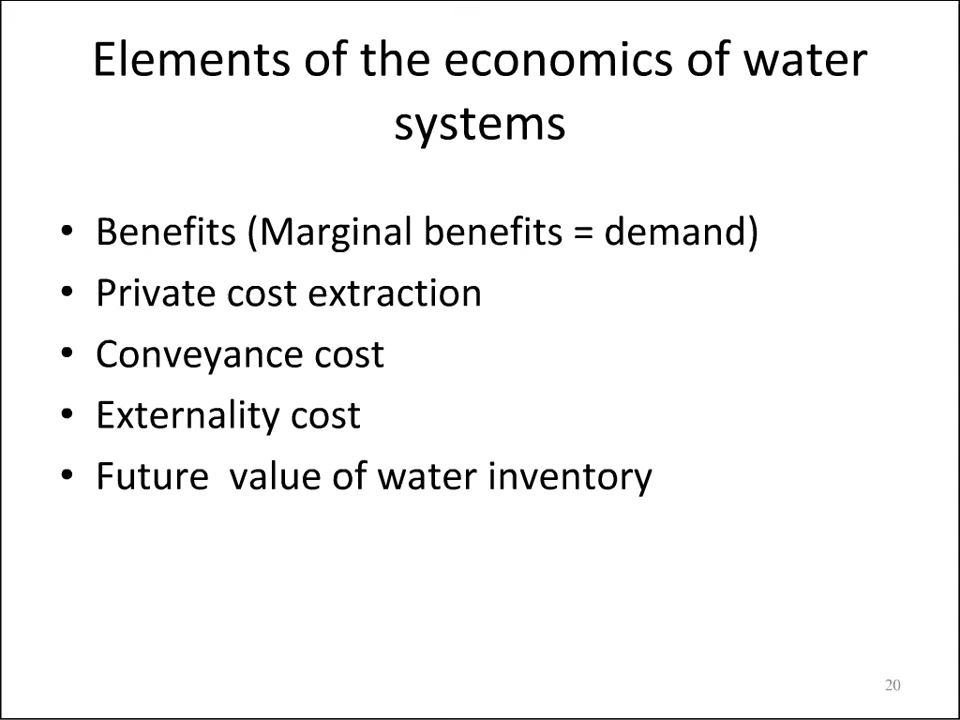 Elements of the economics of water
systems
• Benefits (Marginal benefits = demand)
• Private cost extraction
• Conveyance cost
• Externality cost
• Future  value of water inventory
20